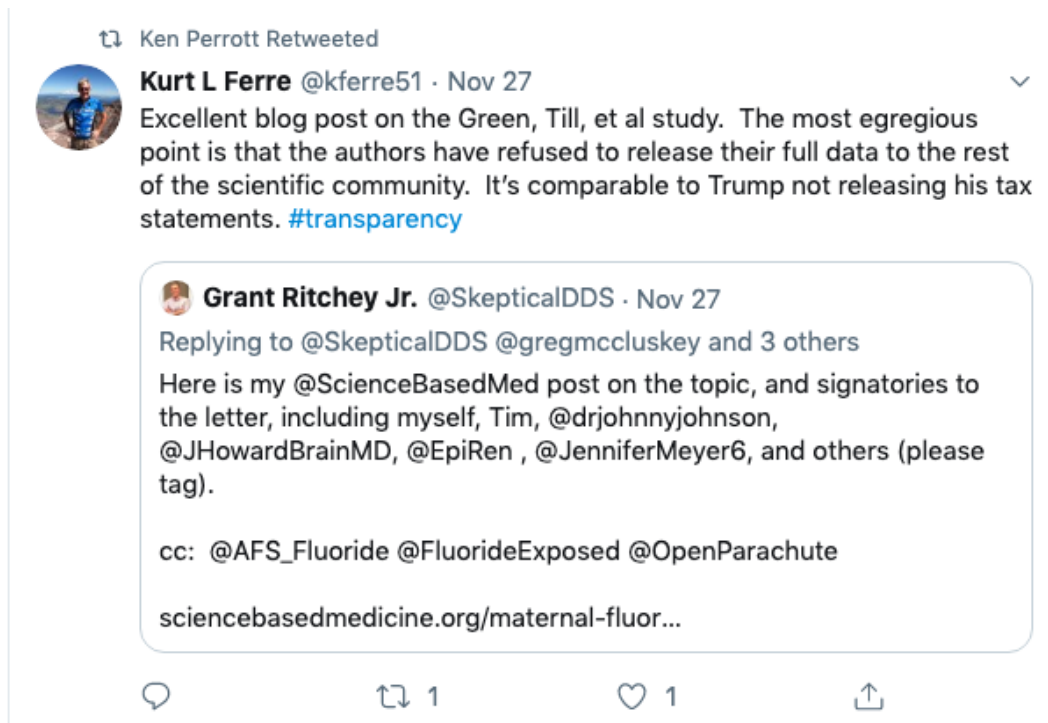 Ken Perrott Retweeted
Kurt L Ferre @kferre51 · Nov 27
Excellent blog post on the Green, Till, et al study.  The most egregious
point is that the authors have refused to release their full data to the rest
of the scientific community.  It’s comparable to Trump not releasing his tax
statements. #transparency
Grant Ritchey Jr. @SkepticalDDS · Nov 27
Replying to @SkepticalDDS @gregmccluskey and 3 others
Here is my @ScienceBasedMed post on the topic, and signatories to
the letter, including myself, Tim, @drjohnnyjohnson,
@JHowardBrainMD, @EpiRen , @JenniferMeyer6, and others (please
tag).
cc:  @AFS_Fluoride @FluorideExposed @OpenParachute
sciencebasedmedicine.org/maternal-fluor...
1 1